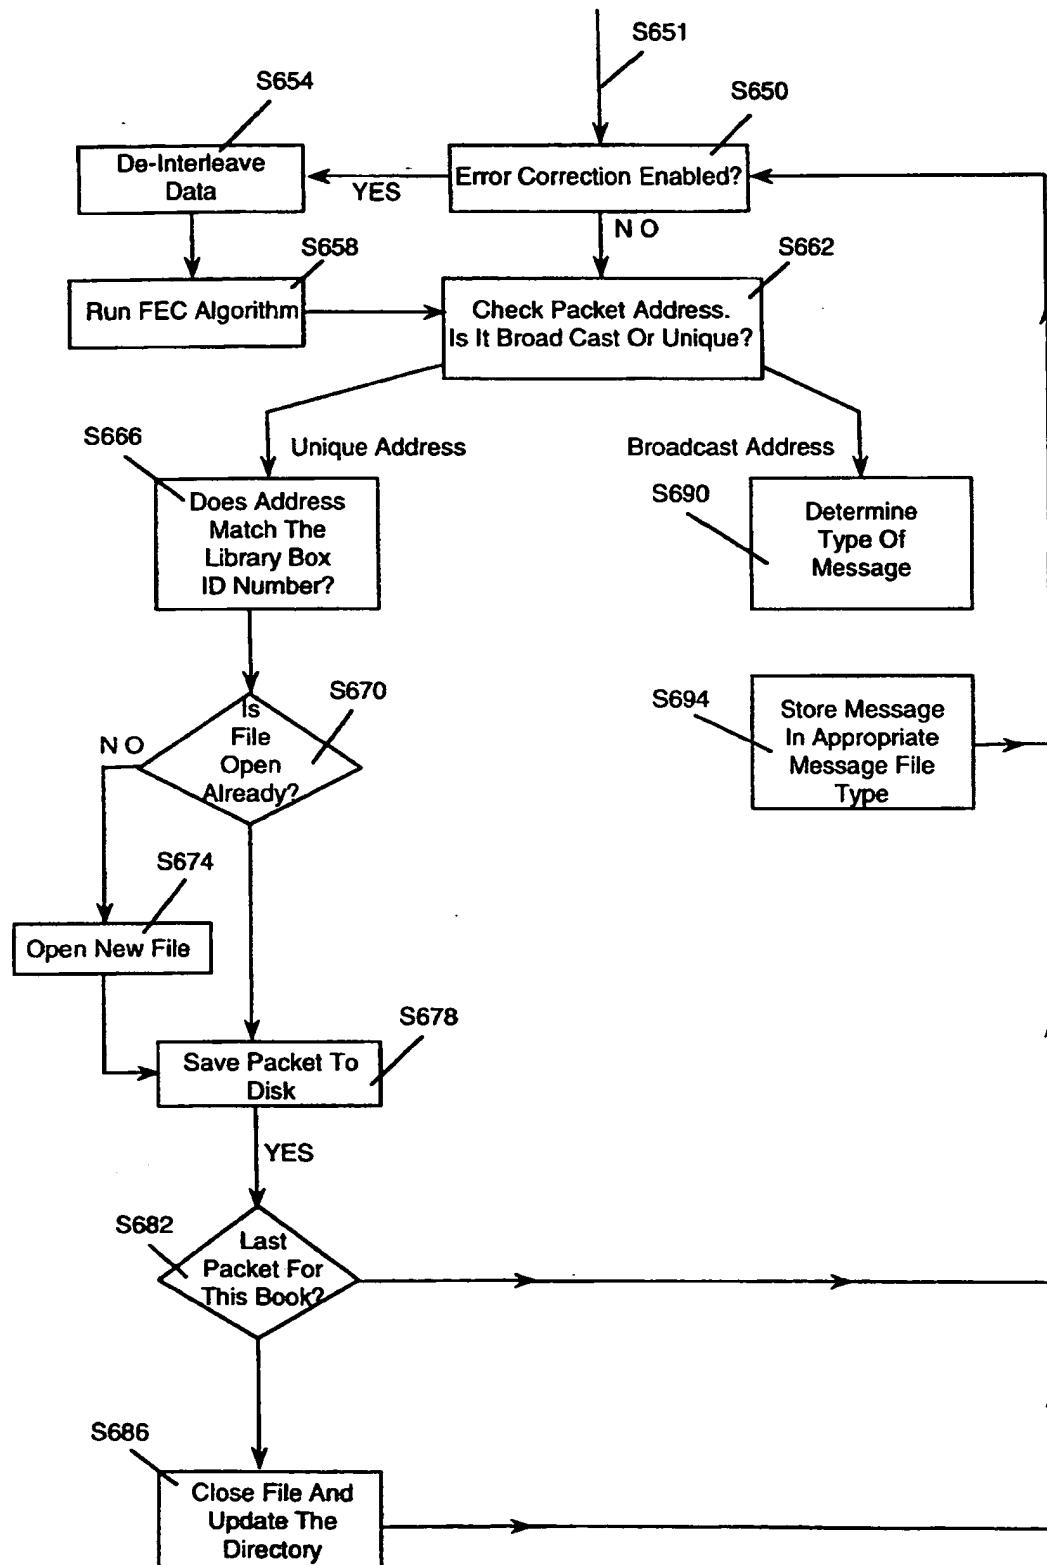 S651
S654
S650
De-Interleave
Data
YES
Error Correction Enabled?
N O
S658
S662
Run FEC Algorithm
Check Packet Address.
Is It Broad Cast Or Unique?
S666
Unique Address
Broadcast Address
S690
Does Address
Match The
Library Box
ID Number?
Determine
Type Of
Message
S670
N O
Is
File
Open
Already?
S694
Store Message
In Appropriate
Message File
Type
S674
Open New File
S678
Save Packet To
Disk
YES
S682
Last
Packet For
This Book?
S686
Close File And
Update The
Directory